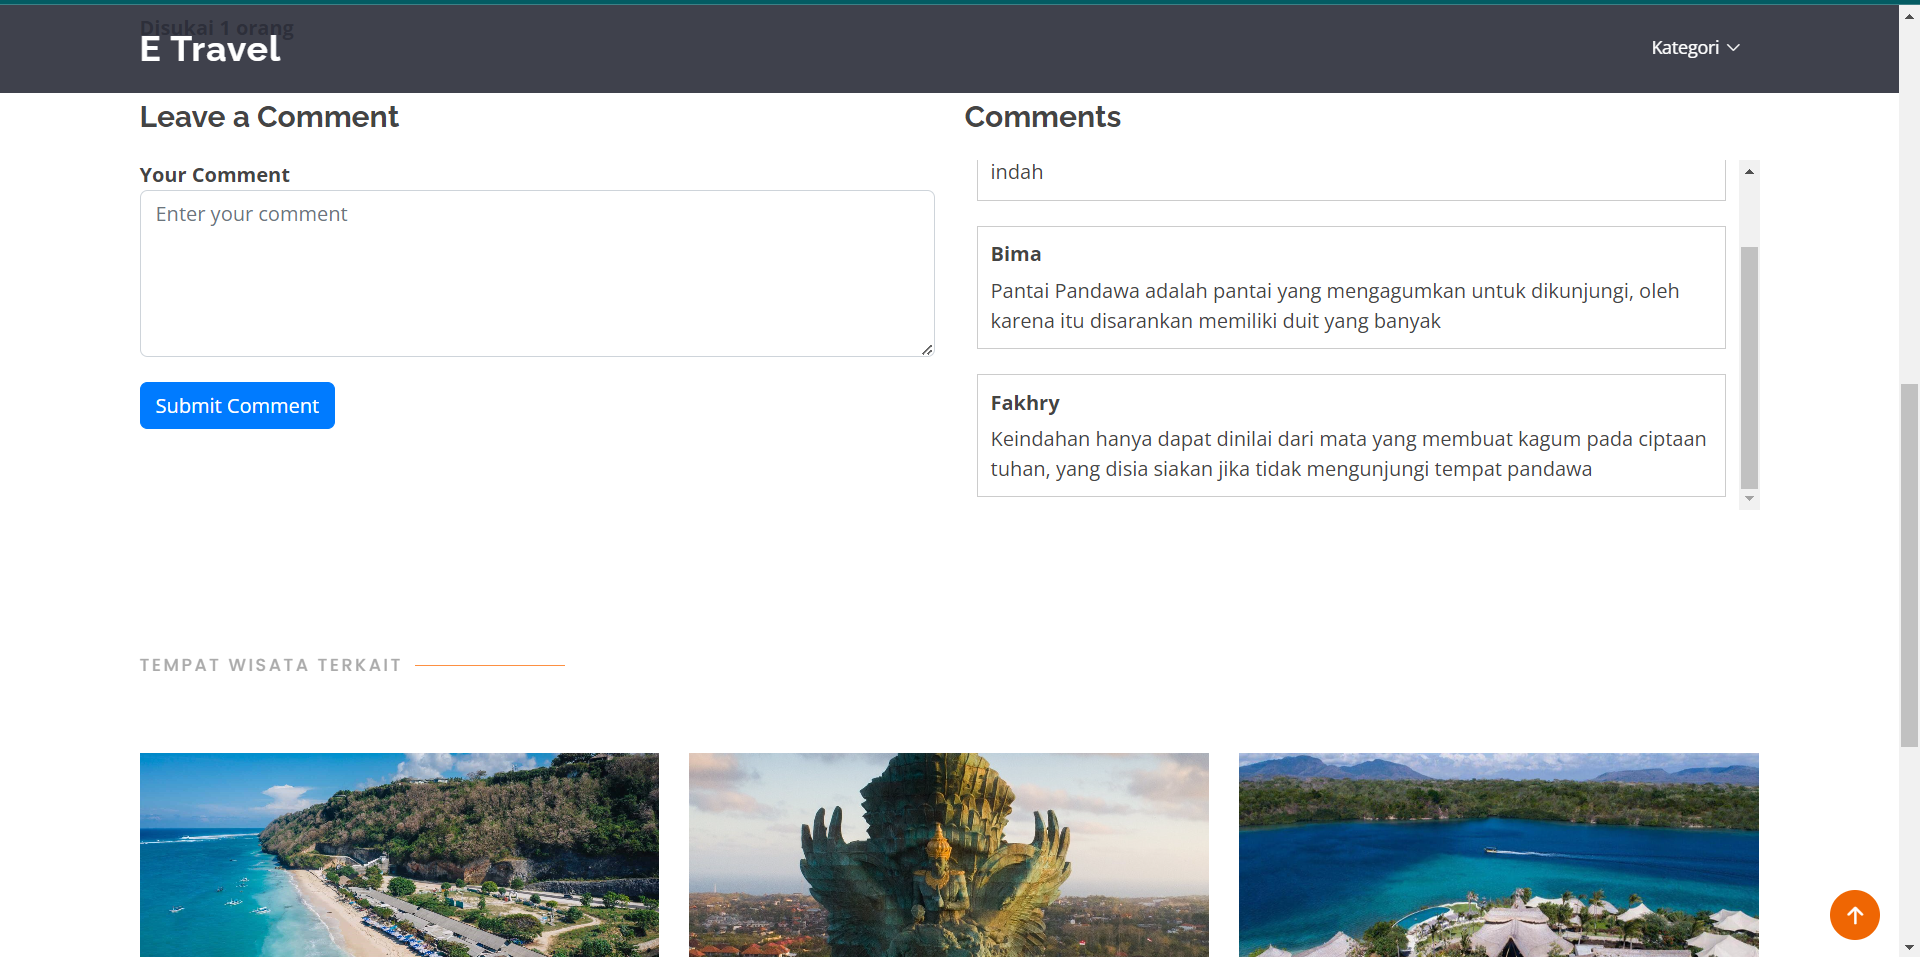 Disukai 1 orang
E Travel
Kategori
Leave a Comment
Your Comment
Enter your comment
Submit Comment
Comments
indah
Bima
Pantai Pandawa adalah pantai yang mengagumkan untuk dikunjungi, oleh
karena itu disarankan memiliki duit yang banyak
Fakhry
Keindahan hanya dapat dinilai dari mata yang membuat kagum pada ciptaan
tuhan, yang disia siakan jika tidak mengunjungi tempat pandawa
TEMPAT WISATA TERKAIT